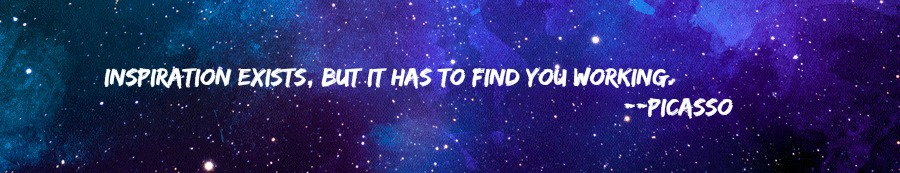 INSPIRATION EXISTS, BUT IT HAS TO FIND YOU WORKING.
--PICASSO